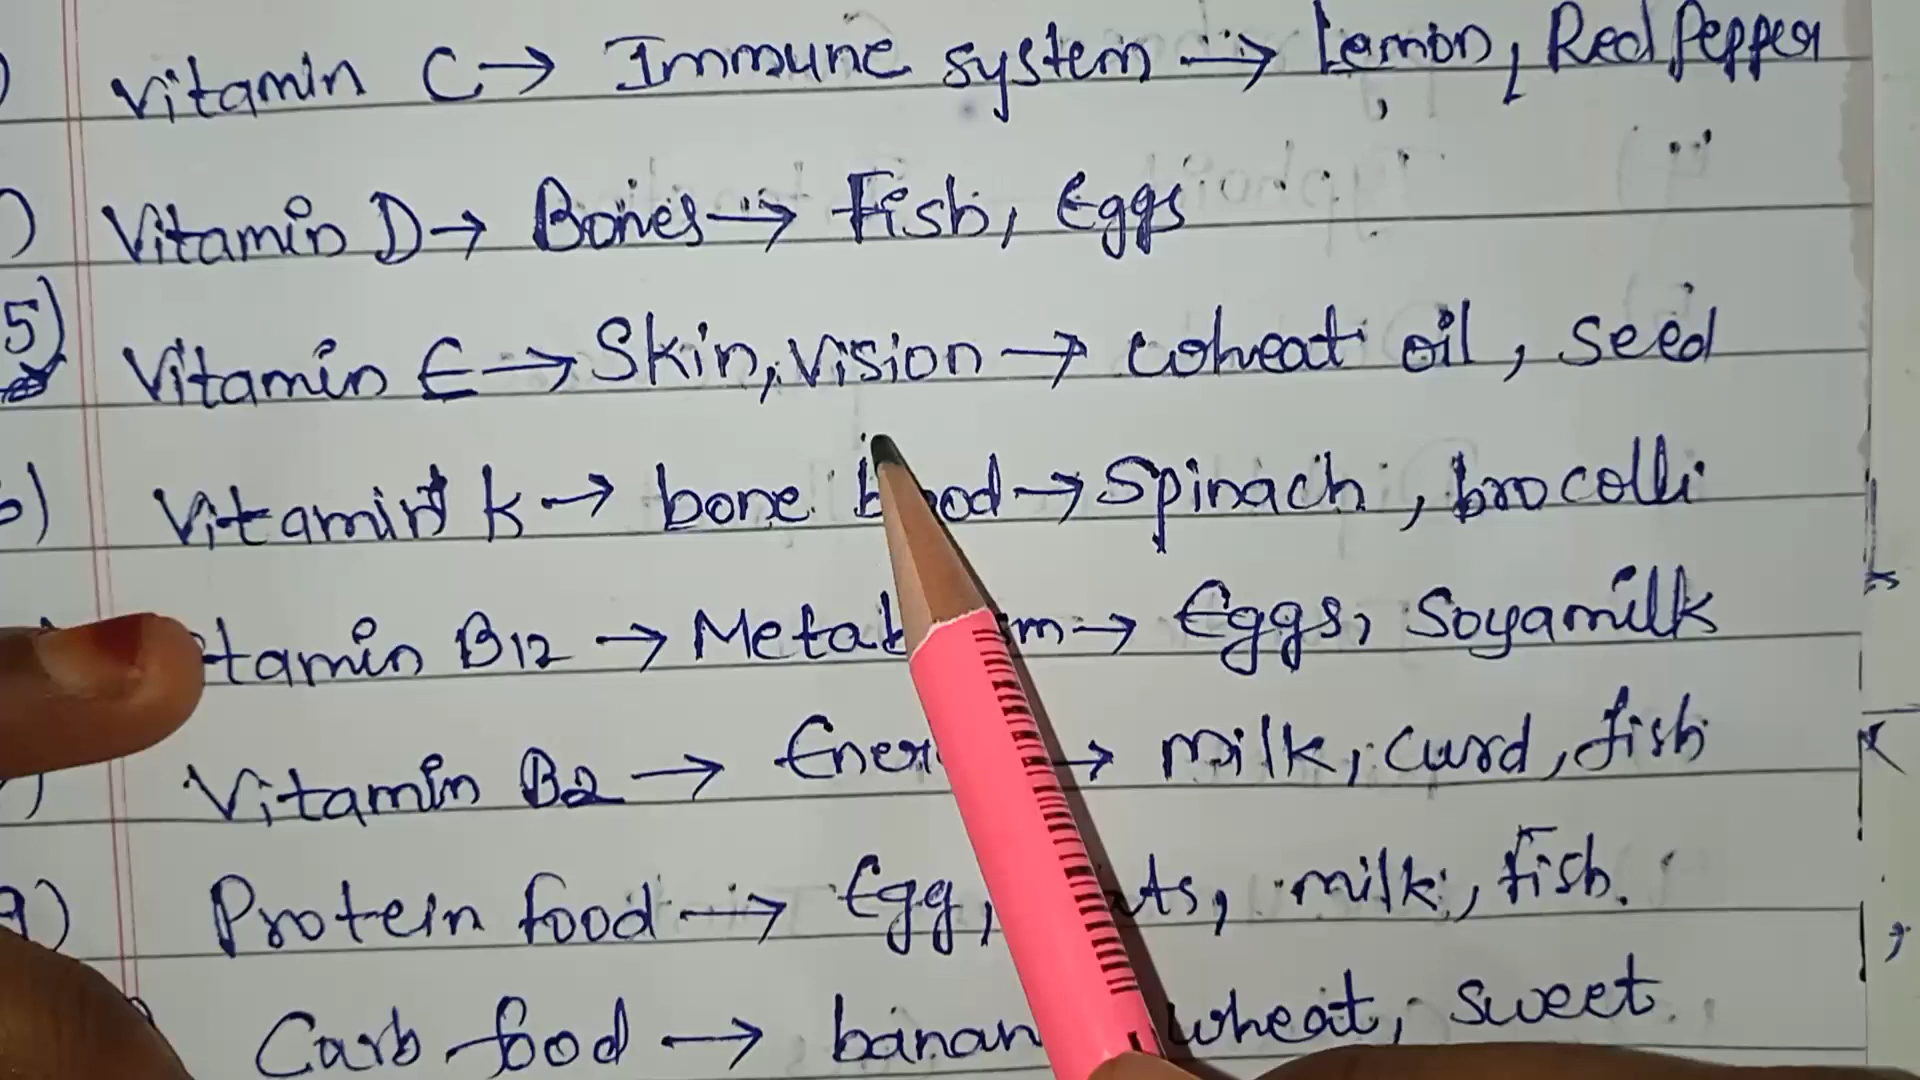 ) Vitamin C → Immune system → Lemon, Red Pepper
) Vitamin D → Bones → Fish, Eggs
5) Vitamin E → Skin, Vision → wheat oil, seed
) Vitamin K → bone → Spinach, brocolli
tamin B12 → → Eggs, Soyamilk
) Vitamin B2 → → milk, curd, fish
9) Protein food → Egg, milk, fish.
Carb food → wheat, sweet